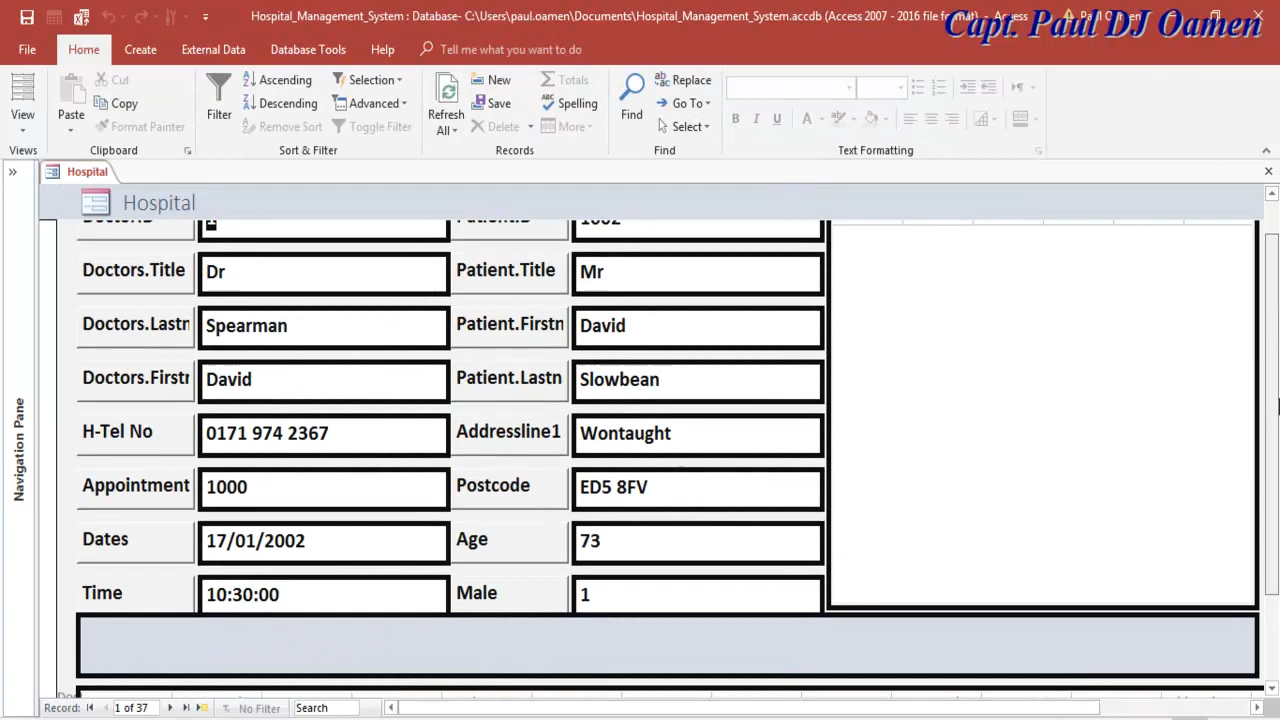 Hospital_Management_System : Database- C:\Users\paul.oamen\Documents\Hospital_Management_System.accdb (Access 2007 - 2016 file format) - Access
Capt. Paul DJ Oamen
File Home Create External Data Database Tools Help Tell me what you want to do
View
Views
Paste
Cut
Copy
Format Painter
Clipboard
Filter
Ascending
Descending
Remove Sort
Selection
Advanced
Toggle Filter
Sort & Filter
Refresh
All
New
Save
Delete
Totals
Spelling
More
Records
Find
Replace
Go To
Select
Find
B I U A
Text Formatting
Navigation Pane
Hospital
Hospital
1002
Doctors.Title Dr Patient.Title Mr
Doctors.Lastn Spearman Patient.Firstn David
Doctors.Firstr David Patient.Lastn Slowbean
H-Tel No 0171 974 2367 Addressline1 Wontaught
Appointment 1000 Postcode ED5 8FV
Dates 17/01/2002 Age 73
Time 10:30:00 Male 1
Record: 1 of 37 No Filter Search